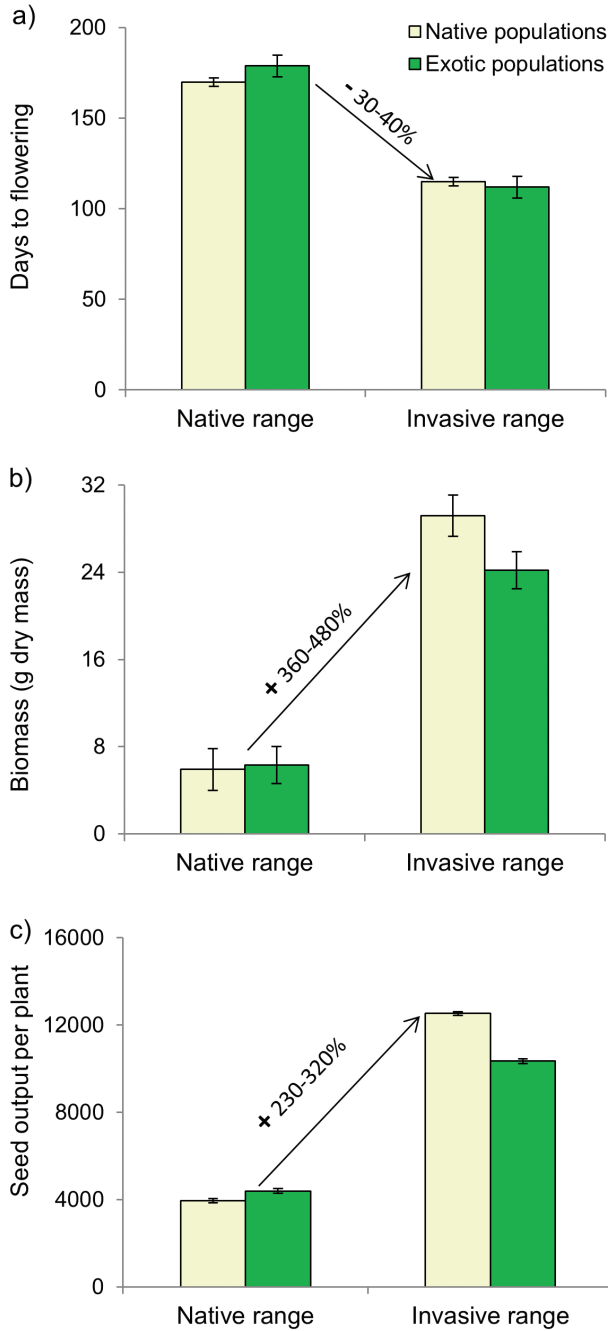 a)
Native populations
Exotic populations
200
150
100
50
0
Days to flowering
- 30-40%
Native range
Invasive range
b)
32
24
16
8
0
Biomass (g dry mass)
+ 360-480%
Native range
Invasive range
c)
16000
12000
8000
4000
0
Seed output per plant
+ 230-320%
Native range
Invasive range